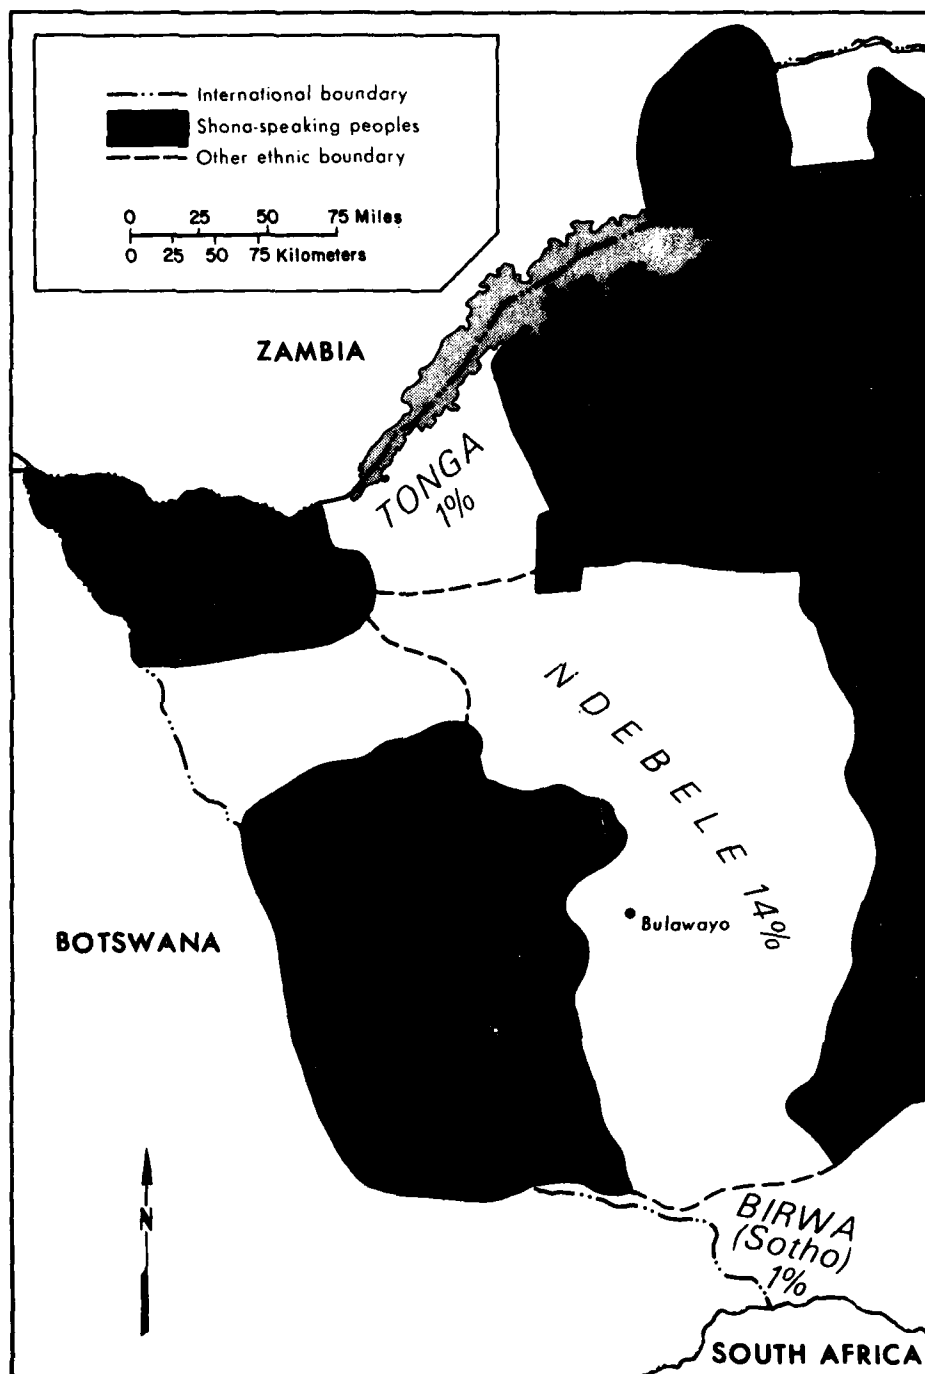 International boundary
Shona-speaking peoples
Other ethnic boundary
0 25 50 75 Miles
0 25 50 75 Kilometers
ZAMBIA
TONGA
1%
NDEBELE 14%
Bulawayo
BOTSWANA
N
BIRWA
(Sotho)
1%
SOUTH AFRICA